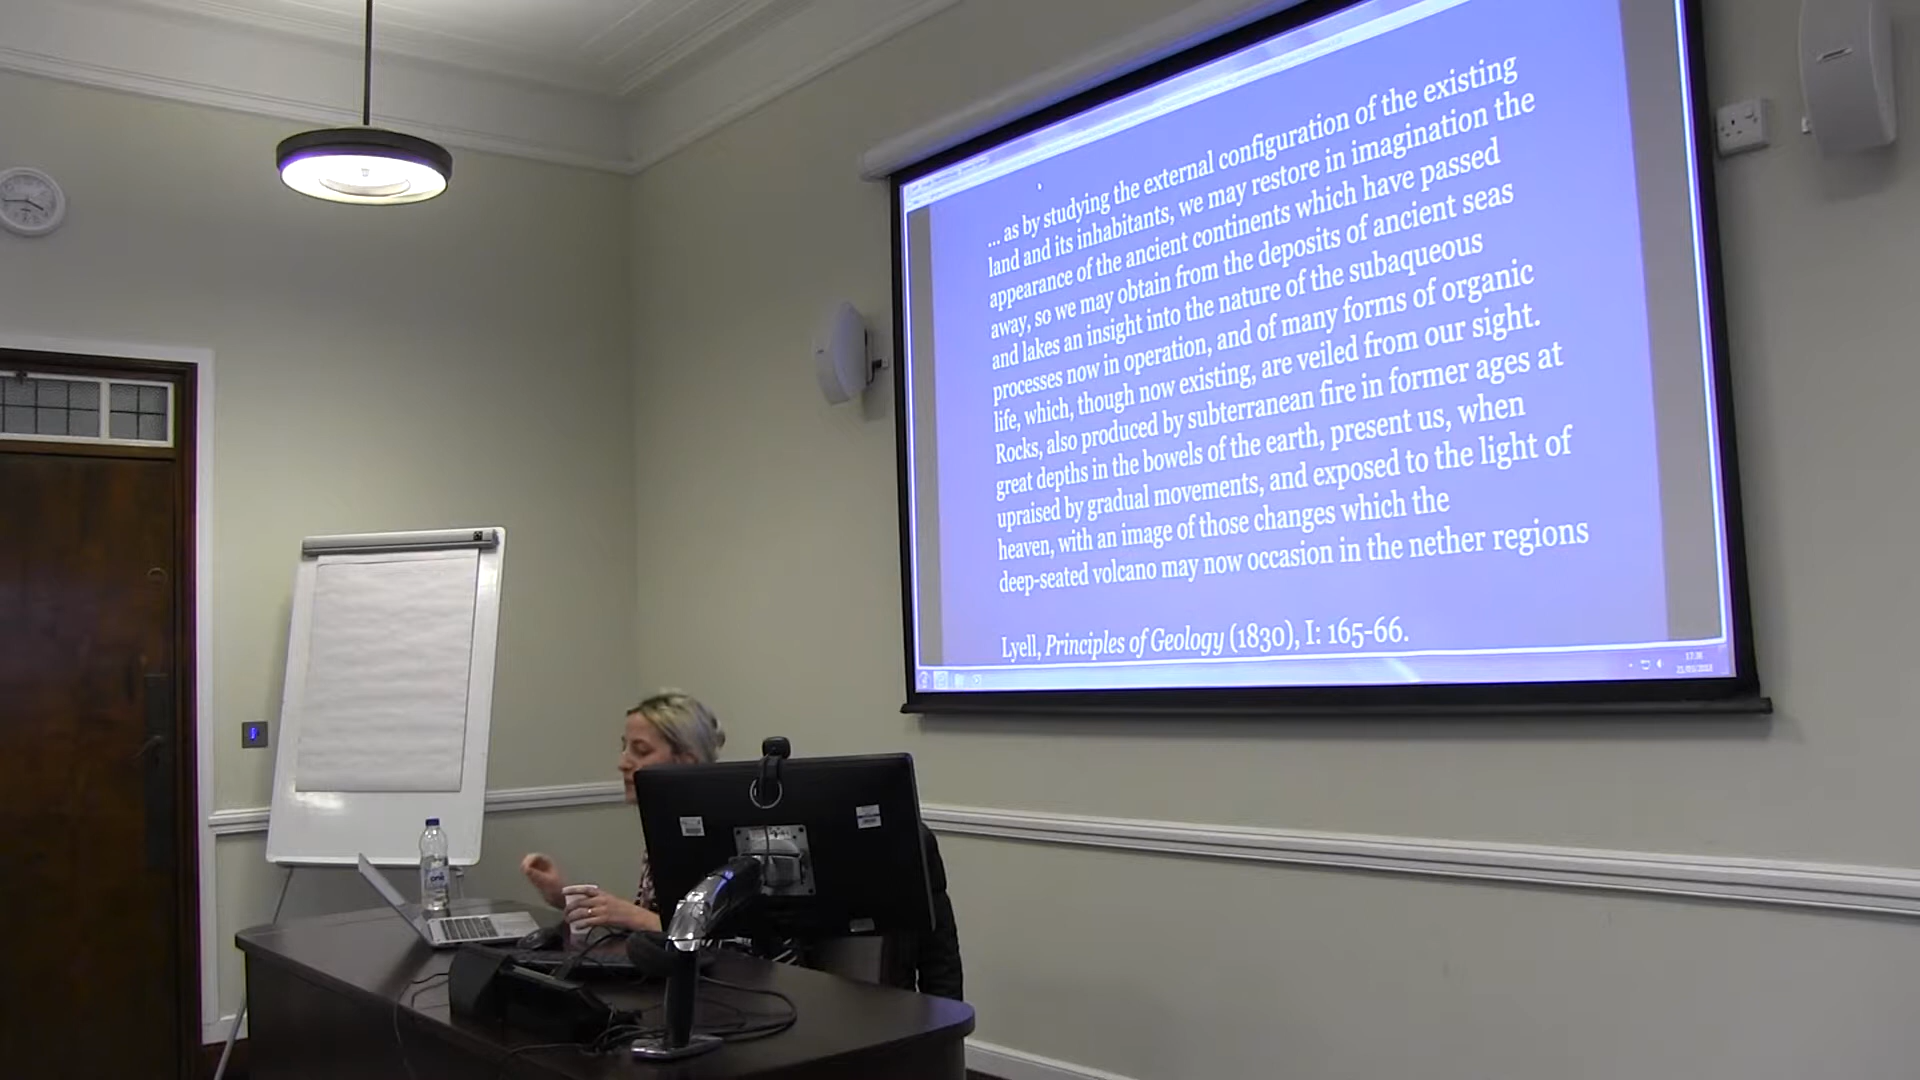 ... as by studying the external configuration of the existing
land and its inhabitants, we may restore in imagination the
appearance of the ancient continents which have passed
away, so we may obtain from the deposits of ancient seas
and lakes an insight into the nature of the subaqueous
processes now in operation, and of many forms of organic
life, which, though now existing, are veiled from our sight.
Rocks, also produced by subterranean fire in former ages at
great depths in the bowels of the earth, present us, when
upraised by gradual movements, and exposed to the light of
heaven, with an image of those changes which the
deep-seated volcano may now occasion in the nether regions
Lyell, Principles of Geology (1830), I: 165-66.